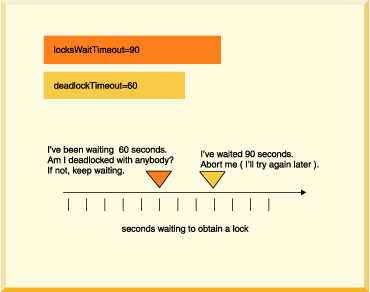 locksWaitTimeout=90
deadlockTimeout=60
I've been waiting 60 seconds.
Am I deadlocked with anybody?
If not, keep waiting.
I've waited 90 seconds.
Abort me ( I'll try again later ).
seconds waiting to obtain a lock